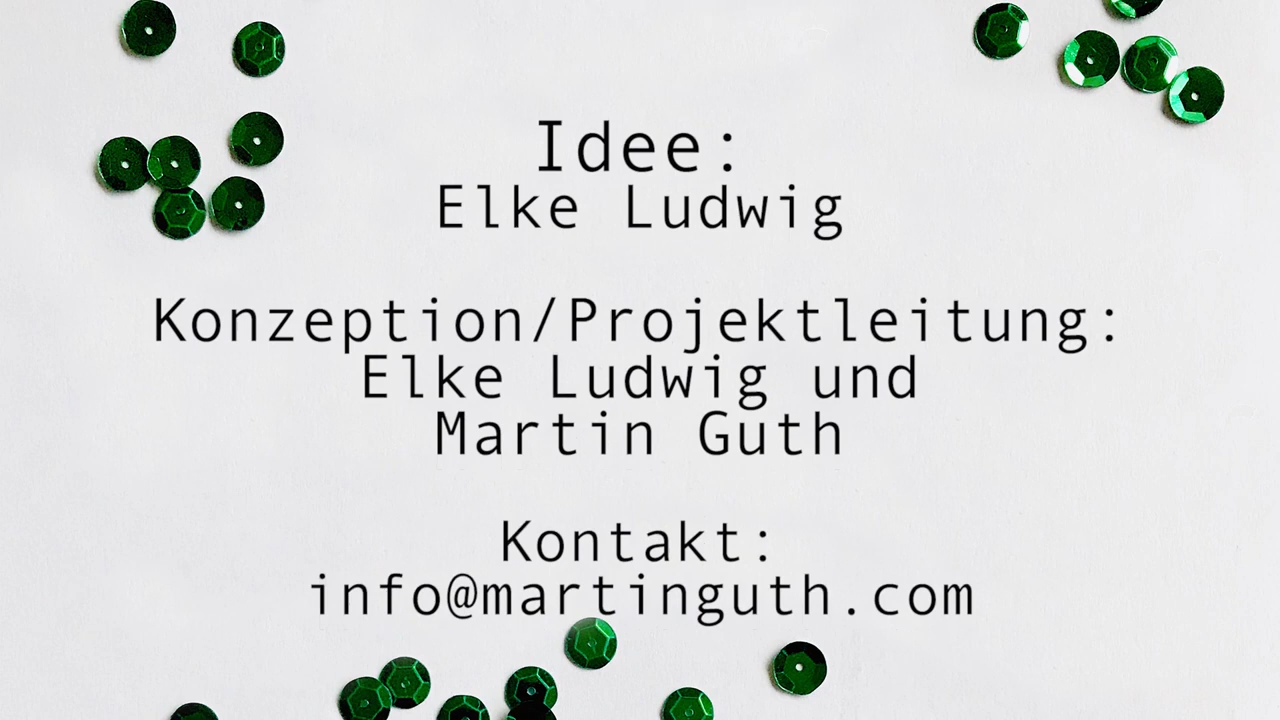 Idee:
Elke Ludwig
Konzeption/Projektleitung:
Elke Ludwig und
Martin Guth
Kontakt:
info@martinguth.com